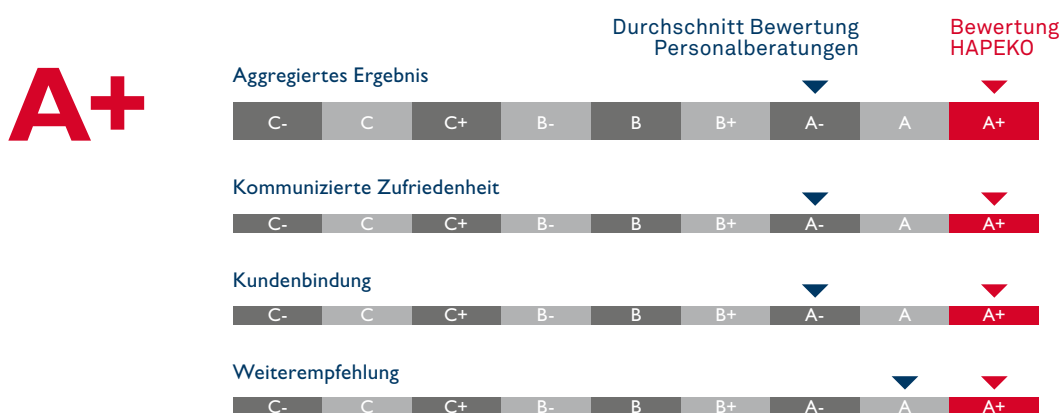 Durchschnitt Bewertung
Personalberatungen
Bewertung
HAPEKO
A+
Aggregiertes Ergebnis
C- C C+ B- B B+ A- A A+
Kommunizierte Zufriedenheit
C- C C+ B- B B+ A- A A+
Kundenbindung
C- C C+ B- B B+ A- A A+
Weiterempfehlung
C- C C+ B- B B+ A- A A+